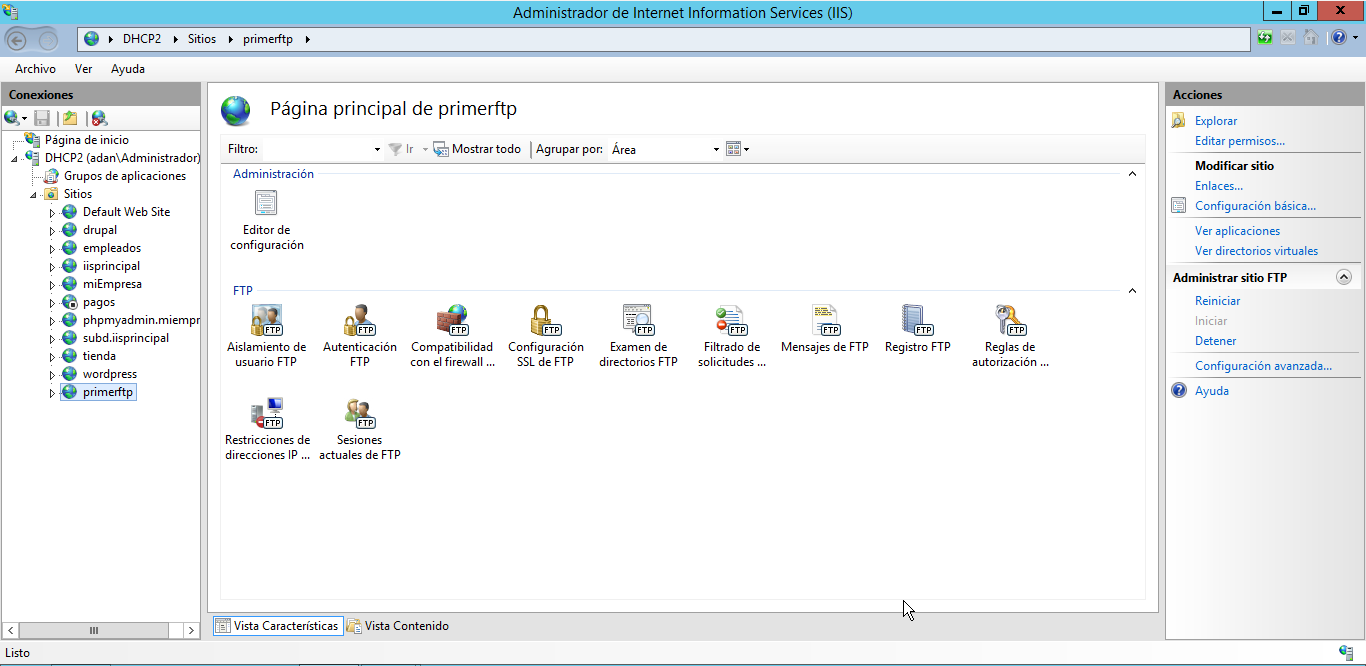 Administrador de Internet Information Services (IIS)
DHCP2 Sitios primerftp
Archivo Ver Ayuda
Conexiones
Página de inicio
DHCP2 (adan\Administrador)
Grupos de aplicaciones
Sitios
Default Web Site
drupal
empleados
iisprincipal
miEmpresa
pagos
phpmyadmin.miempr
subd.iisprincipal
tienda
wordpress
primerftp
Página principal de primerftp
Filtro: Ir Mostrar todo Agrupar por: Área
Administración
Editor de
configuración
FTP
Aislamiento de
usuario FTP
Autenticación
FTP
Compatibilidad
con el firewall ...
Configuración
SSL de FTP
Examen de
directorios FTP
Filtrado de
solicitudes ...
Mensajes de FTP
Registro FTP
Reglas de
autorización ...
Restricciones de
direcciones IP ...
Sesiones
actuales de FTP
Vista Características Vista Contenido
Acciones
Explorar
Editar permisos...
Modificar sitio
Enlaces...
Configuración básica...
Ver aplicaciones
Ver directorios virtuales
Administrar sitio FTP
Reiniciar
Iniciar
Detener
Configuración avanzada...
Ayuda
Listo